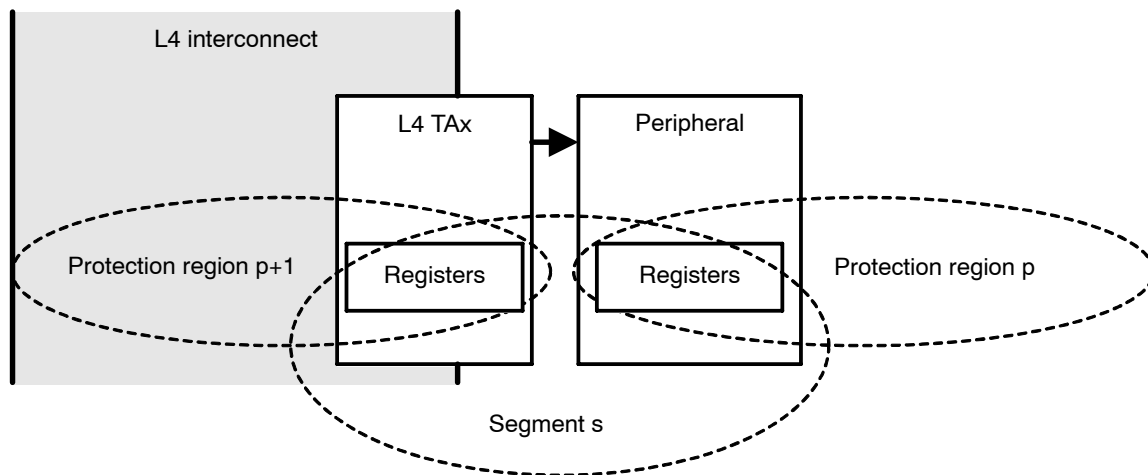 L4 interconnect
L4 TAx
Peripheral
Protection region p+1
Registers
Registers
Protection region p
Segment s